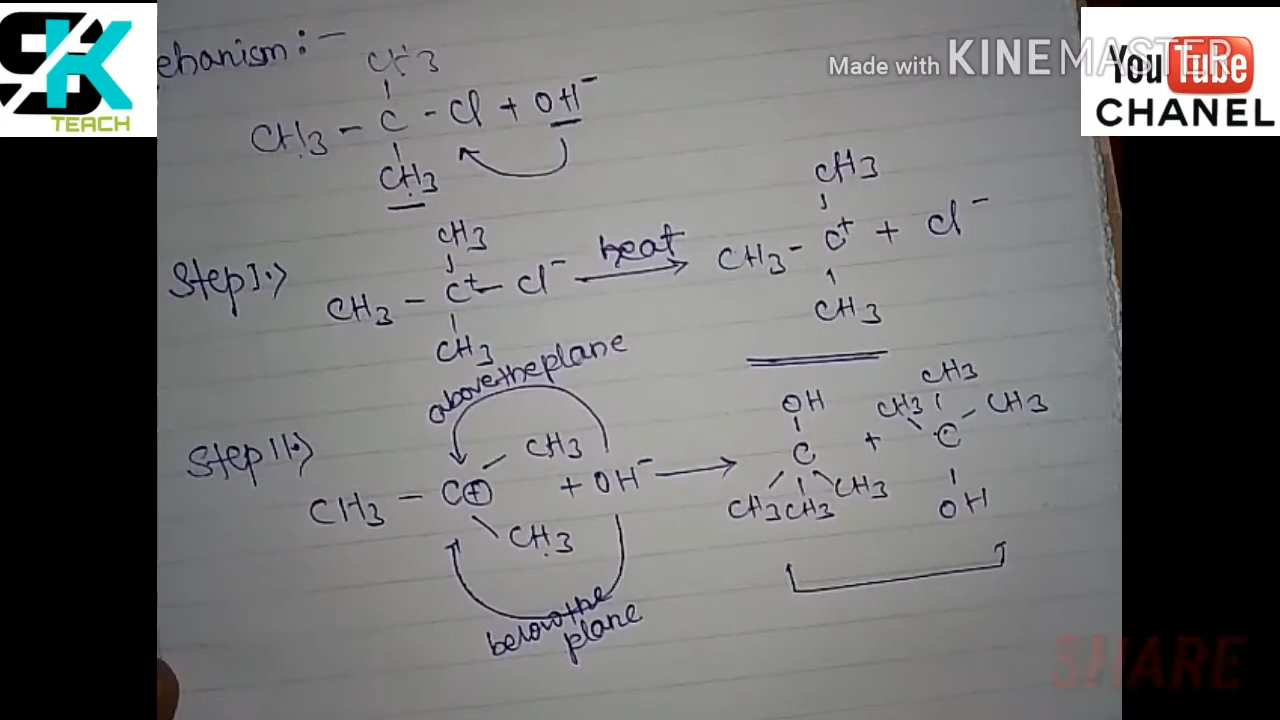 SK
TEACH
Made with KINEMASTER
YouTube
CHANNEL
echanism:-
CH3
CH3 - C - Cl + OH-
CH3
CH3
Step I.) CH3 - C+ - Cl- heat CH3 - C+ + Cl-
CH3
CH3
CH3
above the plane
Step II.) CH3 - C+ CH3 + OH-
CH3
below the plane
OH
C
CH3 CH3 CH3
+
CH3
CH3 CH3
C
OH
SHARE